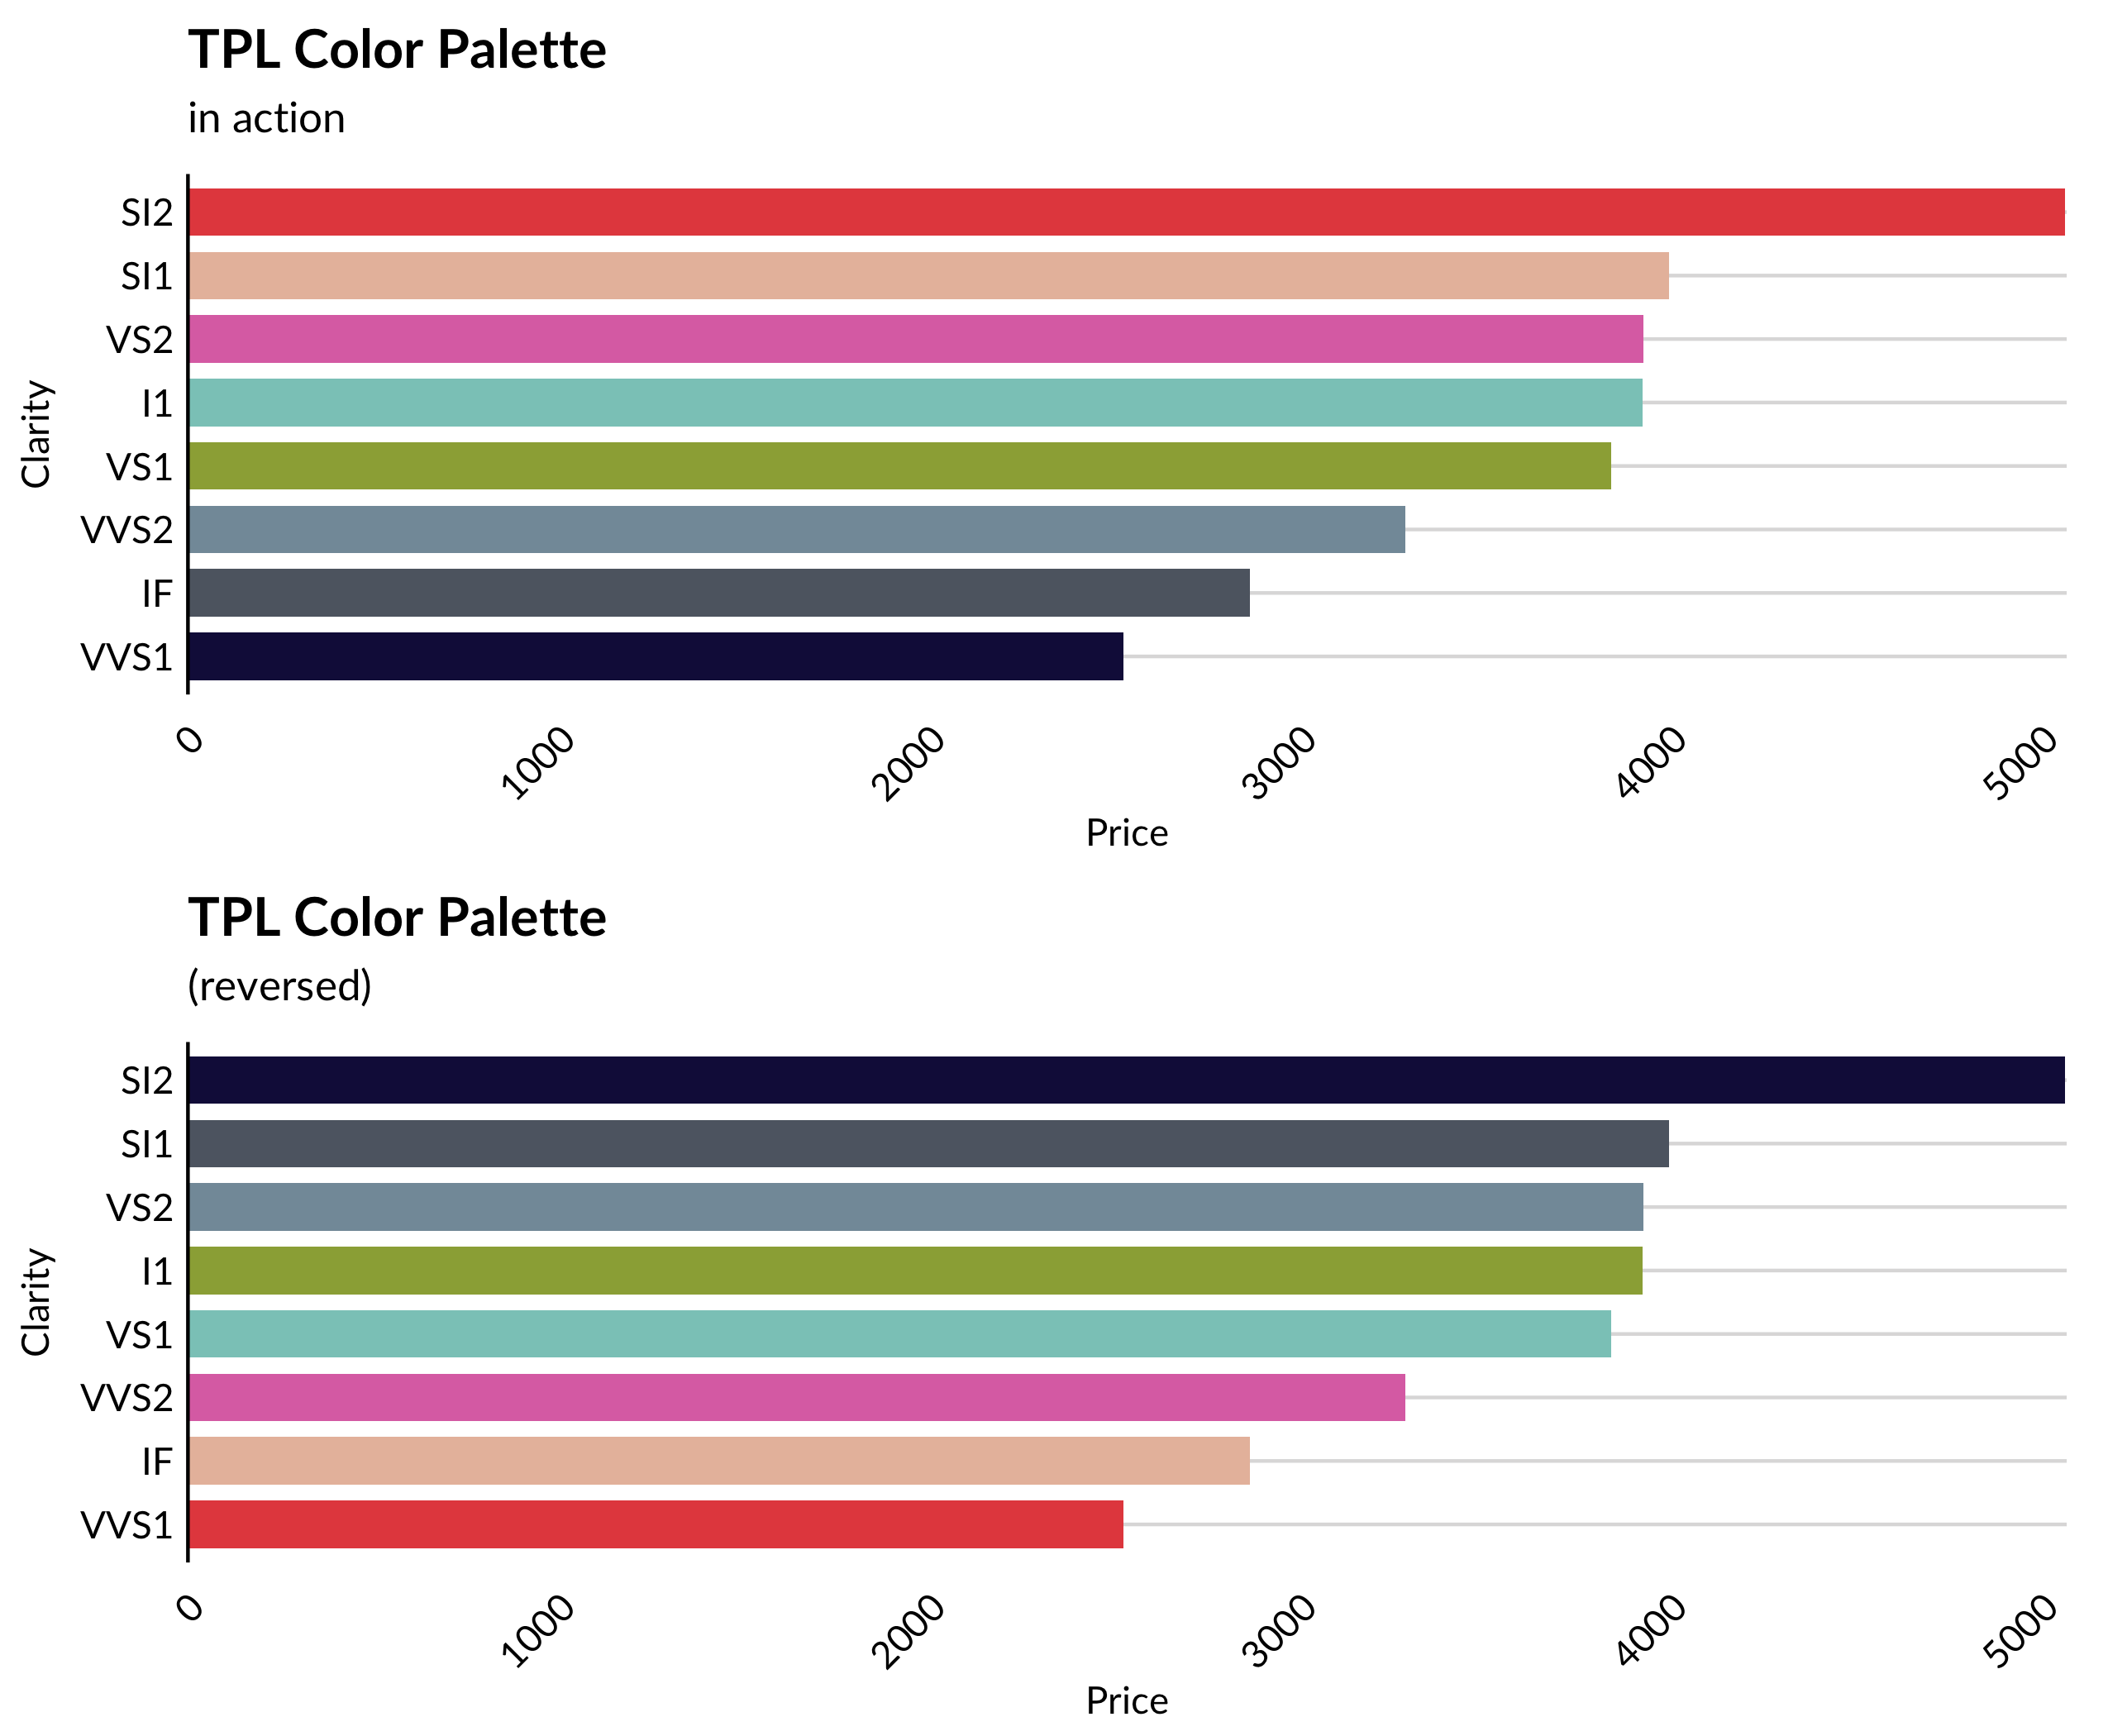 TPL Color Palette
in action
Clarity
SI2
SI1
VS2
I1
VS1
VVS2
IF
VVS1
0 1000 2000 3000 4000 5000
Price
TPL Color Palette
(reversed)
Clarity
SI2
SI1
VS2
I1
VS1
VVS2
IF
VVS1
0 1000 2000 3000 4000 5000
Price